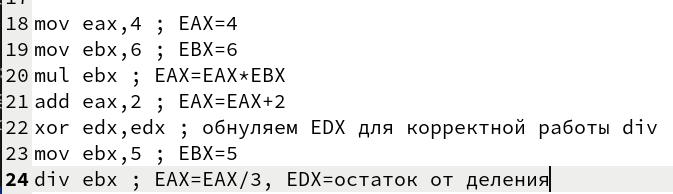 18 mov eax,4 ; EAX=4
19 mov ebx,6 ; EBX=6
20 mul ebx ; EAX=EAX*EBX
21 add eax,2 ; EAX=EAX+2
22 xor edx,edx ; обнуляем EDX для корректной работы div
23 mov ebx,5 ; EBX=5
24 div ebx ; EAX=EAX/3, EDX=остаток от деления